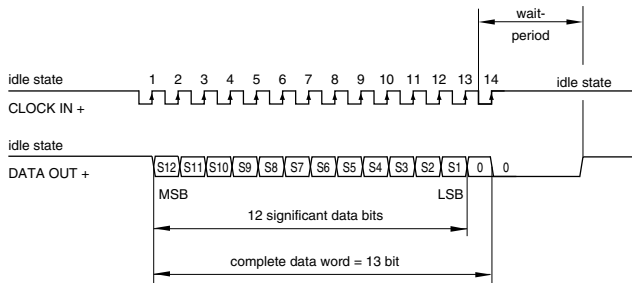 wait-
period
1 2 3 4 5 6 7 8 9 10 11 12 13 14
idle state
idle state
CLOCK IN +
idle state
DATA OUT +
S12 S11 S10 S9 S8 S7 S6 S5 S4 S3 S2 S1 0 0
MSB LSB
12 significant data bits
complete data word = 13 bit